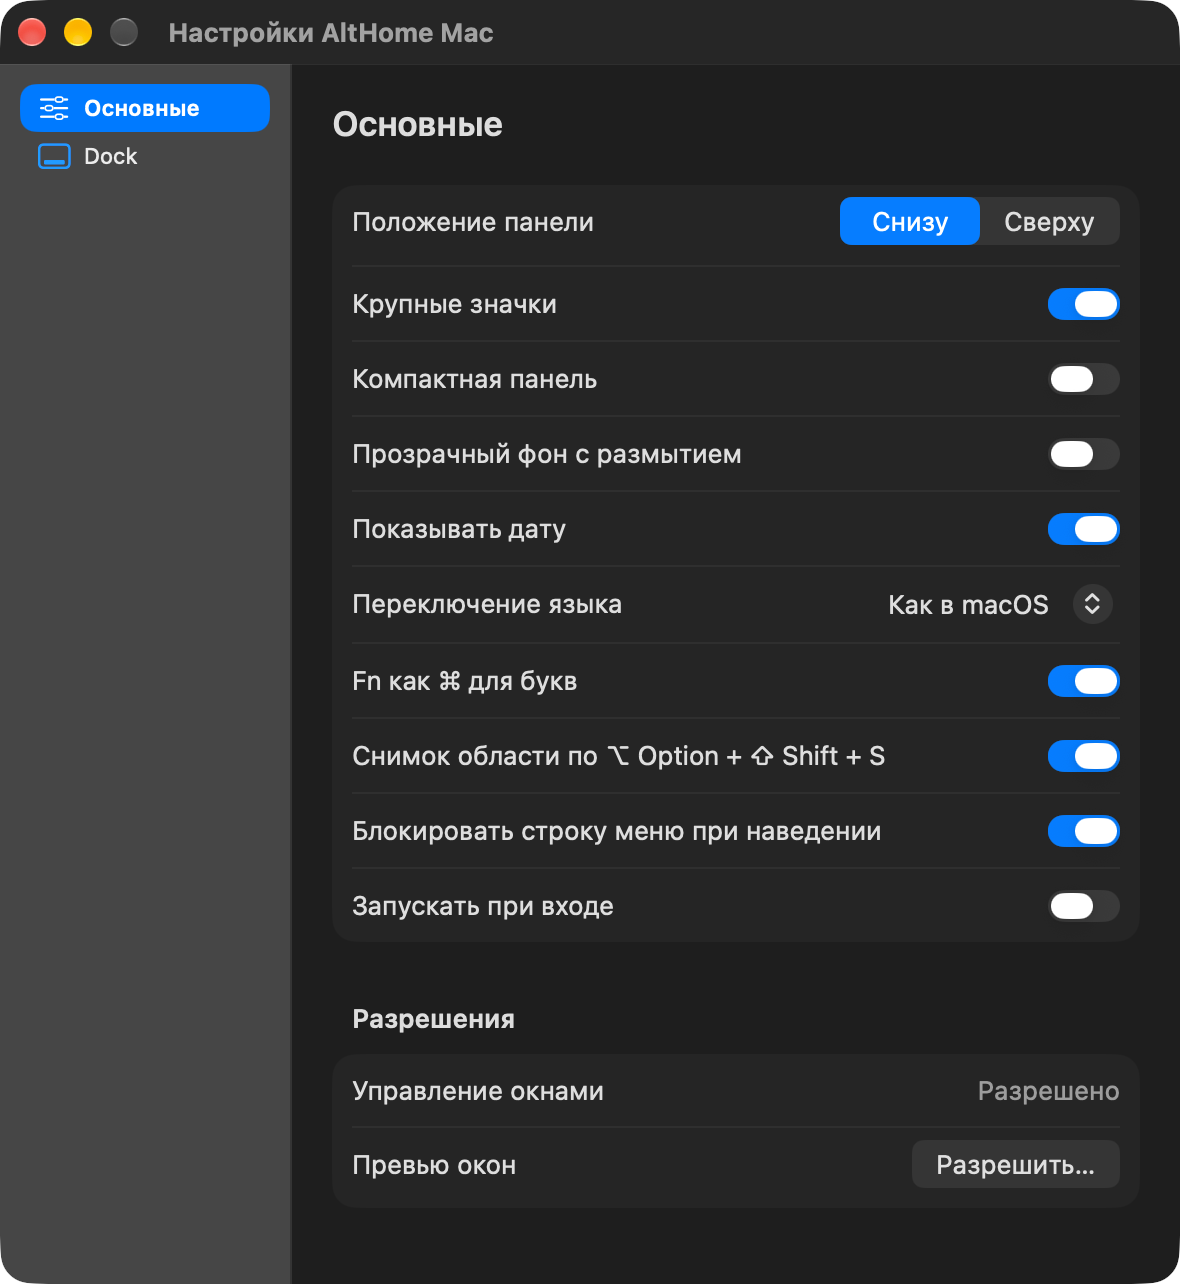 Настройки AltHome Mac
Основные
Dock
Основные
Положение панели
Снизу
Сверху
Крупные значки
Компактная панель
Прозрачный фон с размытием
Показывать дату
Переключение языка
Как в macOS
Fn как ⌘ для букв
Снимок области по ⌥ Option + ⇧ Shift + S
Блокировать строку меню при наведении
Запускать при входе
Разрешения
Управление окнами
Разрешено
Превью окон
Разрешить...